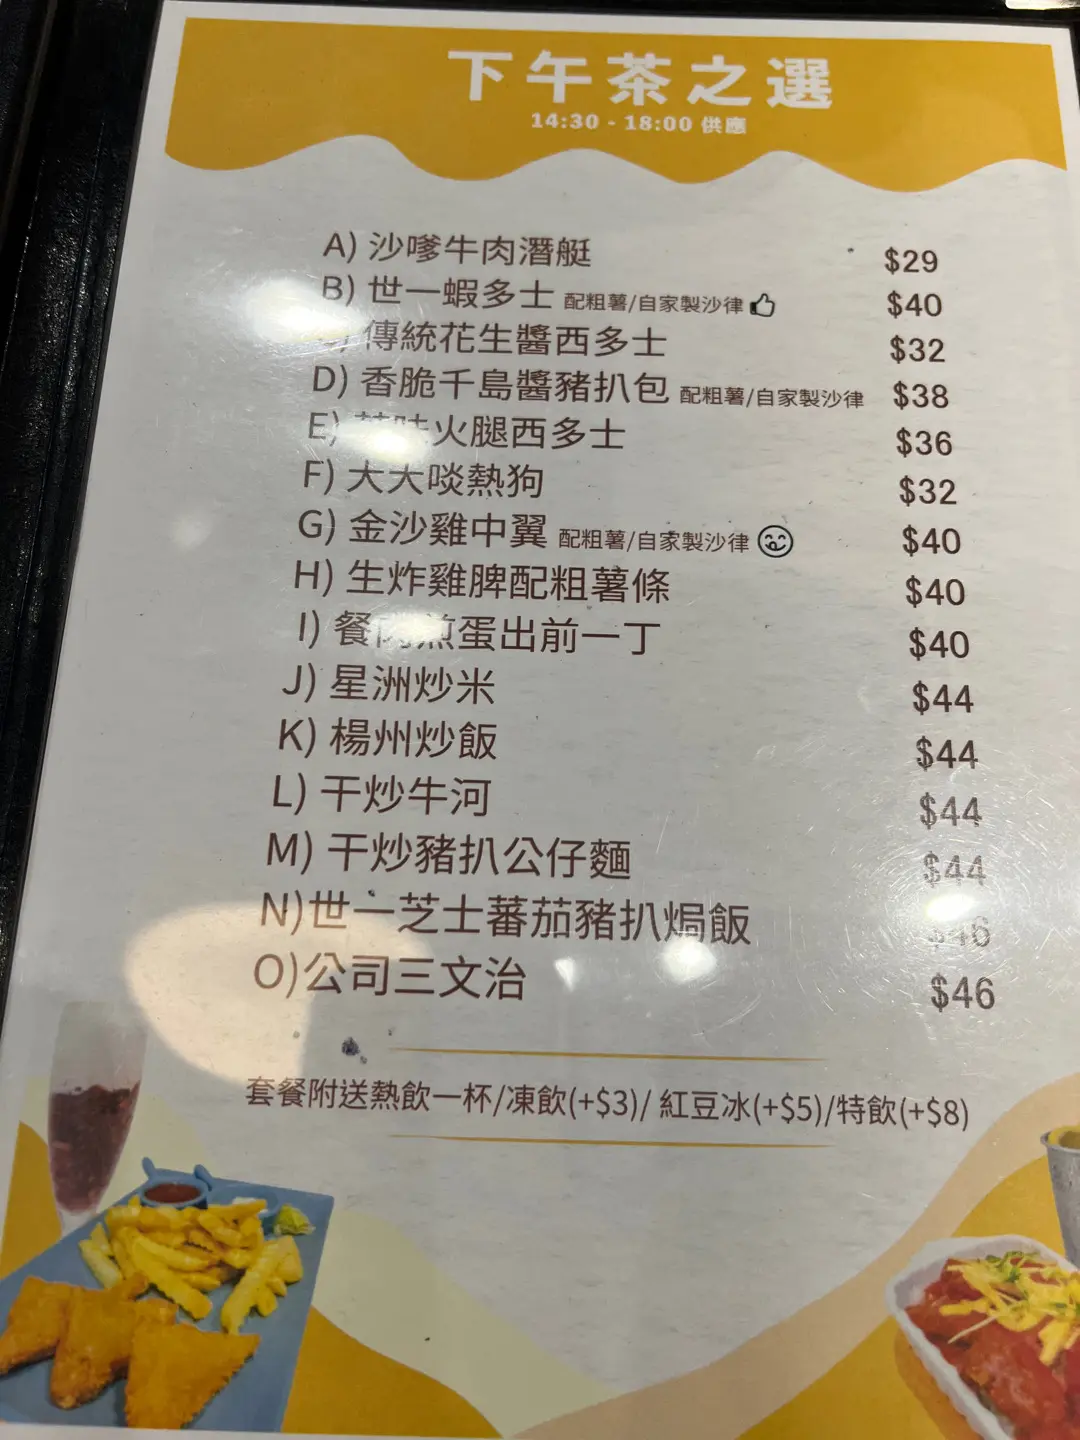 下午茶之選
14:30 - 18:00 供應
A) 沙嗲牛肉潛艇 $29
B) 世一蝦多士 配粗薯/自家製沙律 $40
傳統花生醬西多士 $32
D) 香脆千島醬豬扒包 配粗薯/自家製沙律 $38
E) 火腿西多士 $36
F) 大大啖熱狗 $32
G) 金沙雞中翼 配粗薯/自家製沙律 $40
H) 生炸雞脾配粗薯條 $40
I) 餐肉煎蛋出前一丁 $40
J) 星洲炒米 $44
K) 楊州炒飯 $44
L) 干炒牛河 $44
M) 干炒豬扒公仔麵 $44
N)世一芝士蕃茄豬扒焗飯 $46
O)公司三文治 $46
套餐附送熱飲一杯/凍飲(+$3)/ 紅豆冰(+$5)/特飲(+$8)